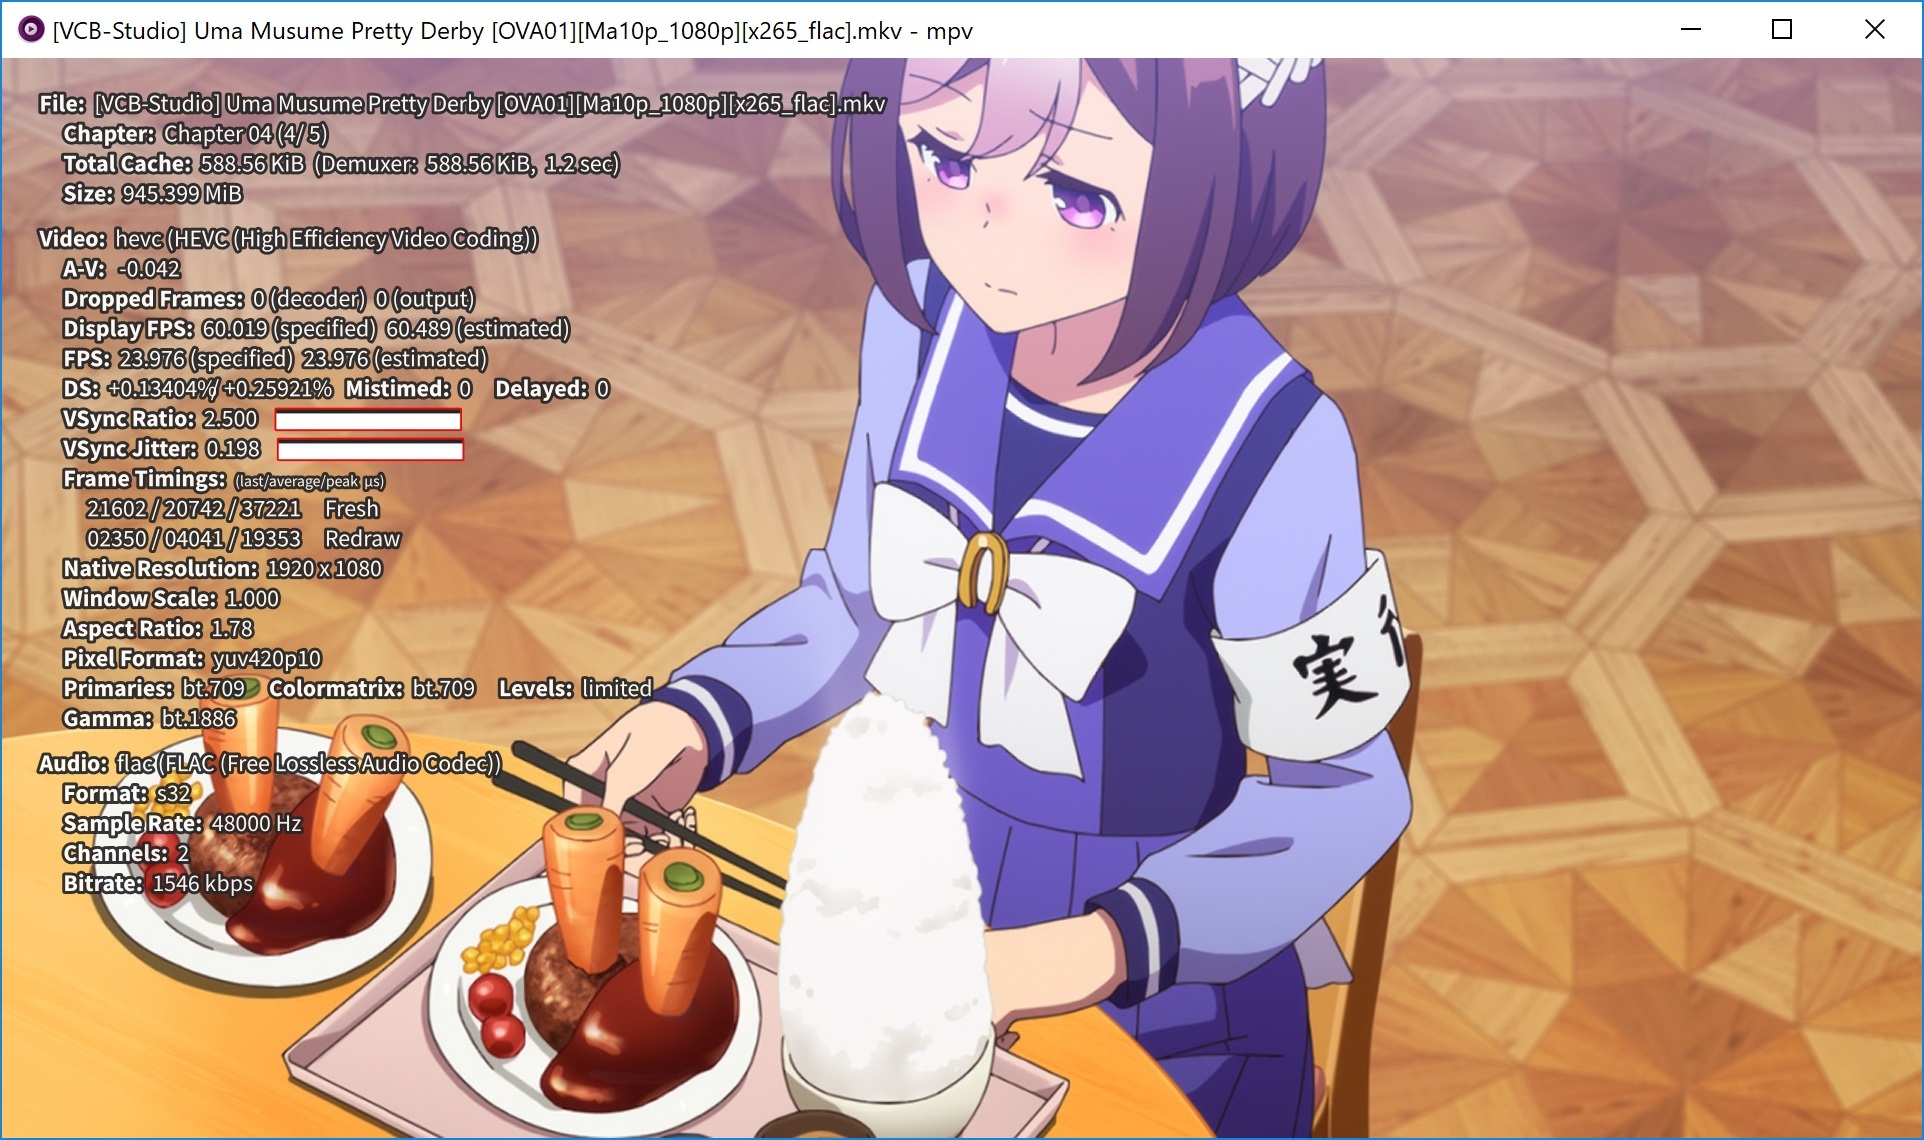 [VCB-Studio] Uma Musume Pretty Derby [OVA01][Ma10p_1080p][x265_flac].mkv - mpv
File: [VCB-Studio] Uma Musume Pretty Derby [OVA01][Ma10p_1080p][x265_flac].mkv
Chapter: Chapter 04 (4/5)
Total Cache: 588.56 KiB (Demuxer: 588.56 KiB, 1.2 sec)
Size: 945.399 MiB
Video: hevc (HEVC (High Efficiency Video Coding))
A-V: -0.042
Dropped Frames: 0 (decoder) 0 (output)
Display FPS: 60.019 (specified) 60.489 (estimated)
FPS: 23.976 (specified) 23.976 (estimated)
DS: +0.13404% / +0.25921% Mistimed: 0 Delayed: 0
VSync Ratio: 2.500
VSync Jitter: 0.198
Frame Timings: (last/average/peak μs)
21602 / 20742 / 37221 Fresh
02350 / 04041 / 19353 Redraw
Native Resolution: 1920 x 1080
Window Scale: 1.000
Aspect Ratio: 1.78
Pixel Format: yuv420p10
Primaries: bt.709 Colormatrix: bt.709 Levels: limited
Gamma: bt.1886
Audio: flac (FLAC (Free Lossless Audio Codec))
Format: s32
Sample Rate: 48000 Hz
Channels: 2
Bitrate: 1546 kbps
実